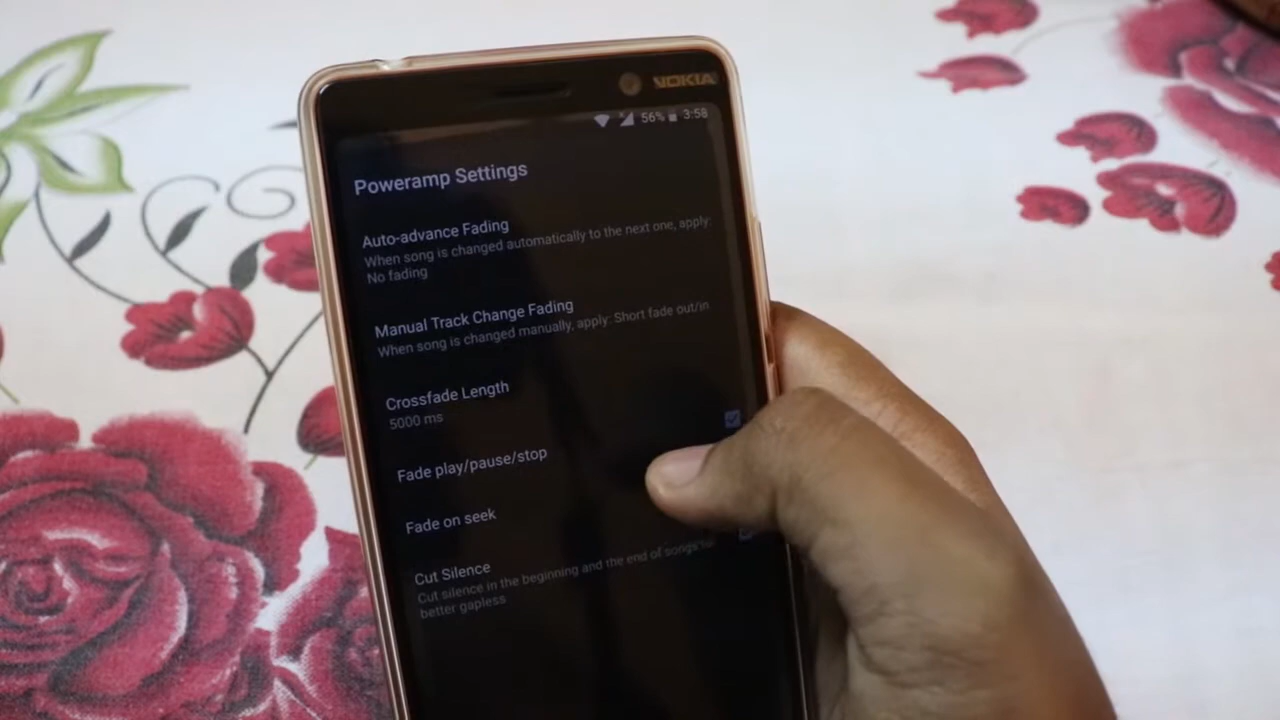 NOKIA
56% 3:58
Poweramp Settings
Auto-advance Fading
When song is changed automatically to the next one, apply:
No fading
Manual Track Change Fading
When song is changed manually, apply: Short fade out/in
Crossfade Length
5000 ms
Fade play/pause/stop
Fade on seek
Cut Silence
Cut silence in the beginning and the end of songs for
better gapless